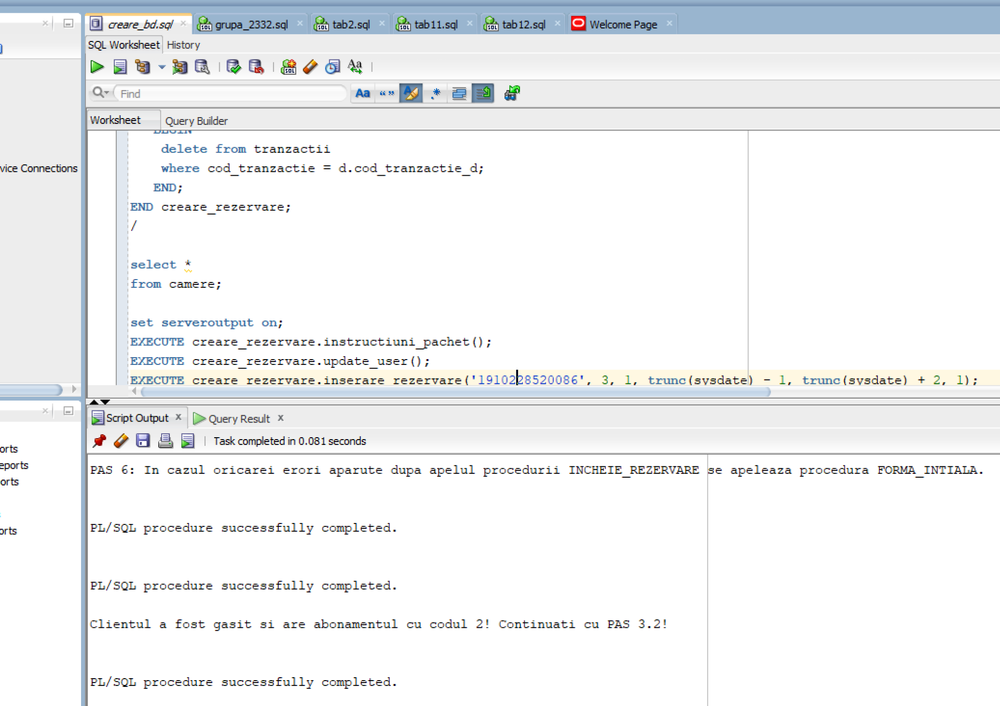 creare_bd.sql grupa_2332.sql tab2.sql tab11.sql tab12.sql Welcome Page
SQL Worksheet History
Aa
Find Aa “ ” .*
Worksheet Query Builder
BEGIN
delete from tranzactii
where cod_tranzactie = d.cod_tranzactie_d;
END;
END creare_rezervare;
/
select *
from camere;
set serveroutput on;
EXECUTE creare_rezervare.instructiuni_pachet();
EXECUTE creare_rezervare.update_user();
EXECUTE creare_rezervare.inserare_rezervare('1910228520086', 3, 1, trunc(sysdate) - 1, trunc(sysdate) + 2, 1);
vice Connections
Script Output Query Result
Task completed in 0.081 seconds
PAS 6: In cazul oricarei erori aparute dupa apelul procedurii INCHEIE_REZERVARE se apeleaza procedura FORMA_INTIALA.
PL/SQL procedure successfully completed.
PL/SQL procedure successfully completed.
Clientul a fost gasit si are abonamentul cu codul 2! Continuati cu PAS 3.2!
PL/SQL procedure successfully completed.
orts
eports
orts
orts